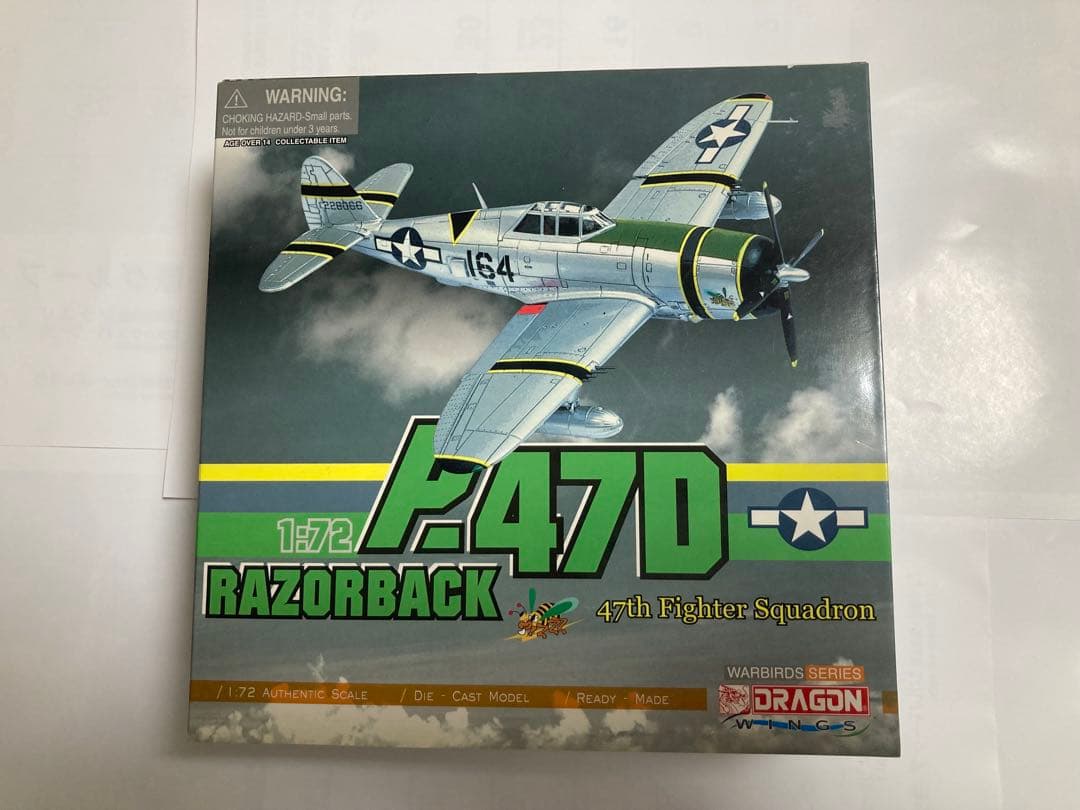 WARNING:
CHOKING HAZARD-Small parts.
Not for children under 3 years.
AGE OVER 14 COLLECTABLE ITEM
228066
164
1:72
P-47D
RAZORBACK
47th Fighter Squadron
WARBIRDS SERIES
/ 1:72 AUTHENTIC SCALE / DIE - CAST MODEL / READY - MADE
DRAGON
WINGS